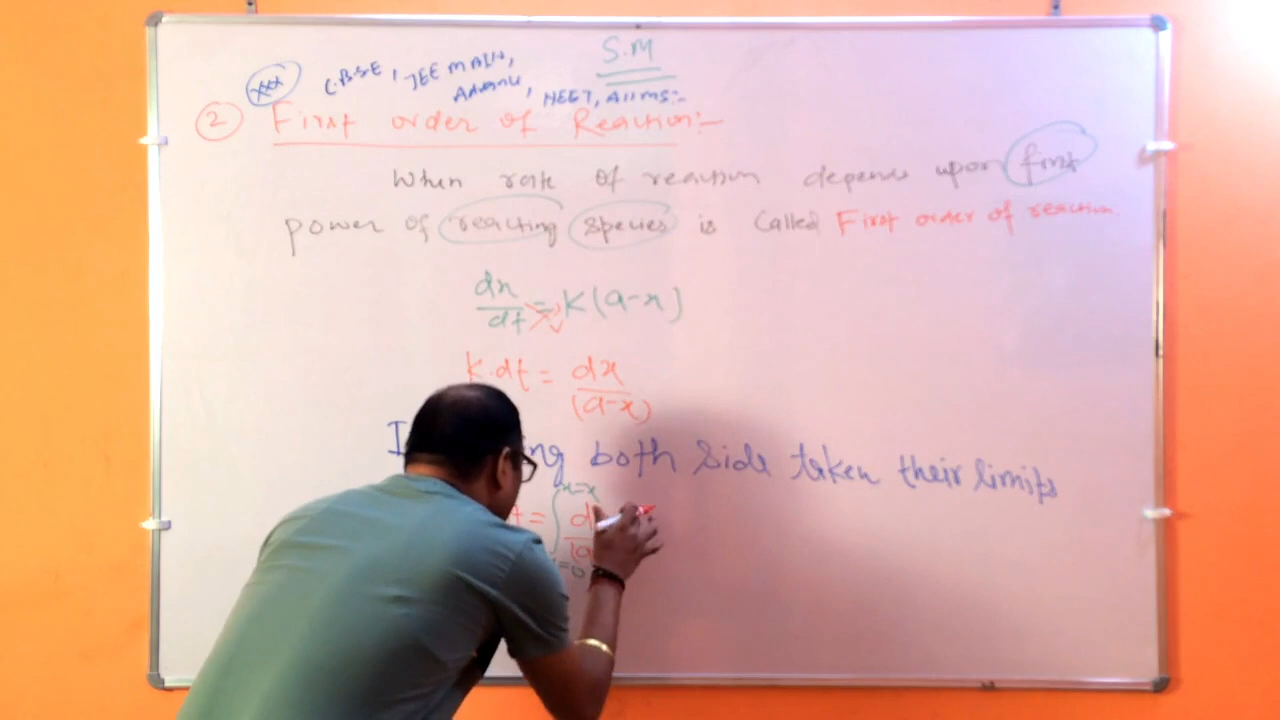 S.M
xxx CBSE, JEE MAIN,
Advance, NEET, AIIMS:-
② First order of Reaction:-
When rate of reaction depends upon first
power of reacting species is called First order of reaction.
dx/dt = K(a-x)
K.dt = dx/(a-x)
both side taken their limits
x=x
t = ∫